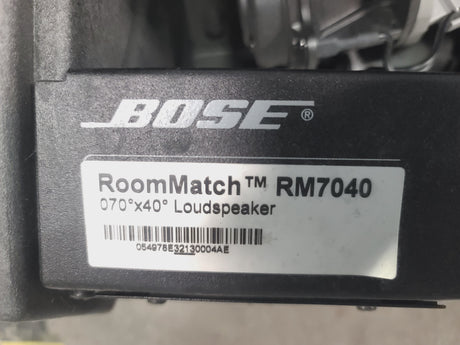 BOSE®
RoomMatch™ RM7040
070°x40° Loudspeaker
054976E32130004AE